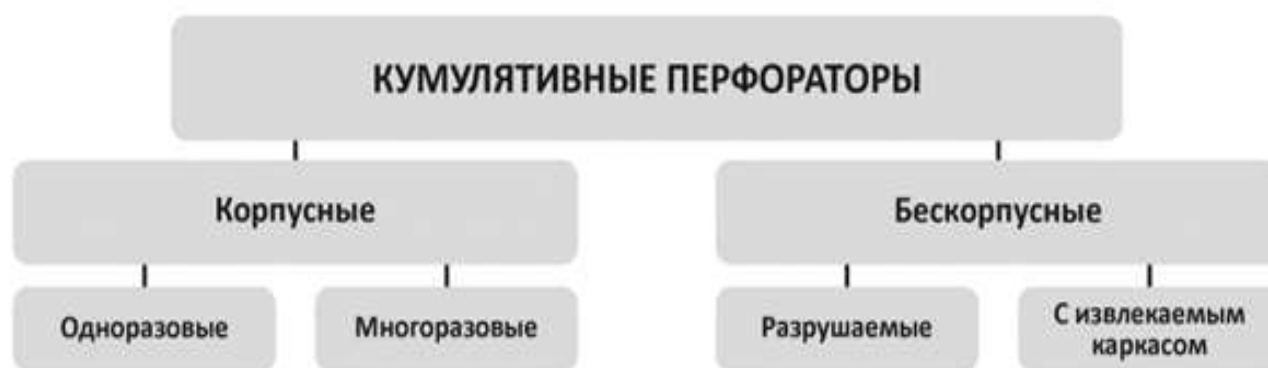 КУМУЛЯТИВНЫЕ ПЕРФОРАТОРЫ
Корпусные
Бескорпусные
Одноразовые
Многоразовые
Разрушаемые
С извлекаемым
каркасом